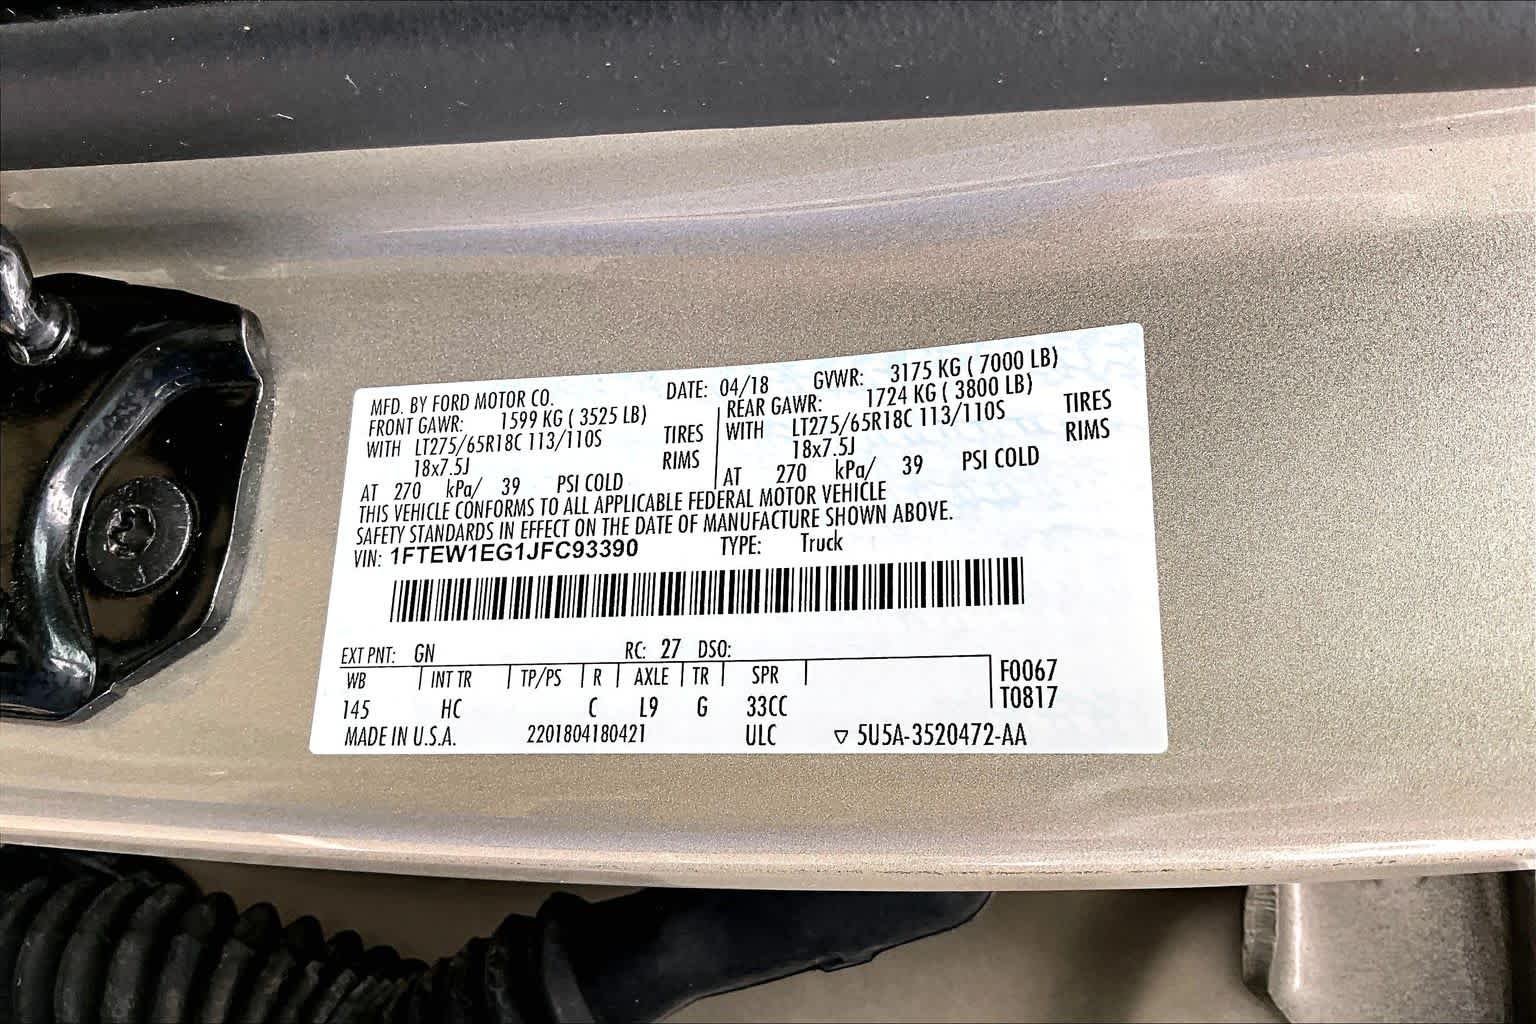 MFD. BY FORD MOTOR CO. DATE: 04/18 GVWR: 3175 KG ( 7000 LB)
FRONT GAWR: 1599 KG ( 3525 LB) REAR GAWR: 1724 KG ( 3800 LB)
WITH LT275/65R18C 113/110S TIRES WITH LT275/65R18C 113/110S TIRES
18x7.5J RIMS 18x7.5J RIMS
AT 270 kPa/ 39 PSI COLD AT 270 kPa/ 39 PSI COLD
THIS VEHICLE CONFORMS TO ALL APPLICABLE FEDERAL MOTOR VEHICLE
SAFETY STANDARDS IN EFFECT ON THE DATE OF MANUFACTURE SHOWN ABOVE.
VIN: 1FTEW1EG1JFC93390 TYPE: Truck
EXT PNT: GN RC: 27 DSO:
WB INT TR TP/PS R AXLE TR SPR F0067
145 HC C L9 G 33CC T0817
MADE IN U.S.A. 2201804180421 ULC ▽ 5U5A-3520472-AA